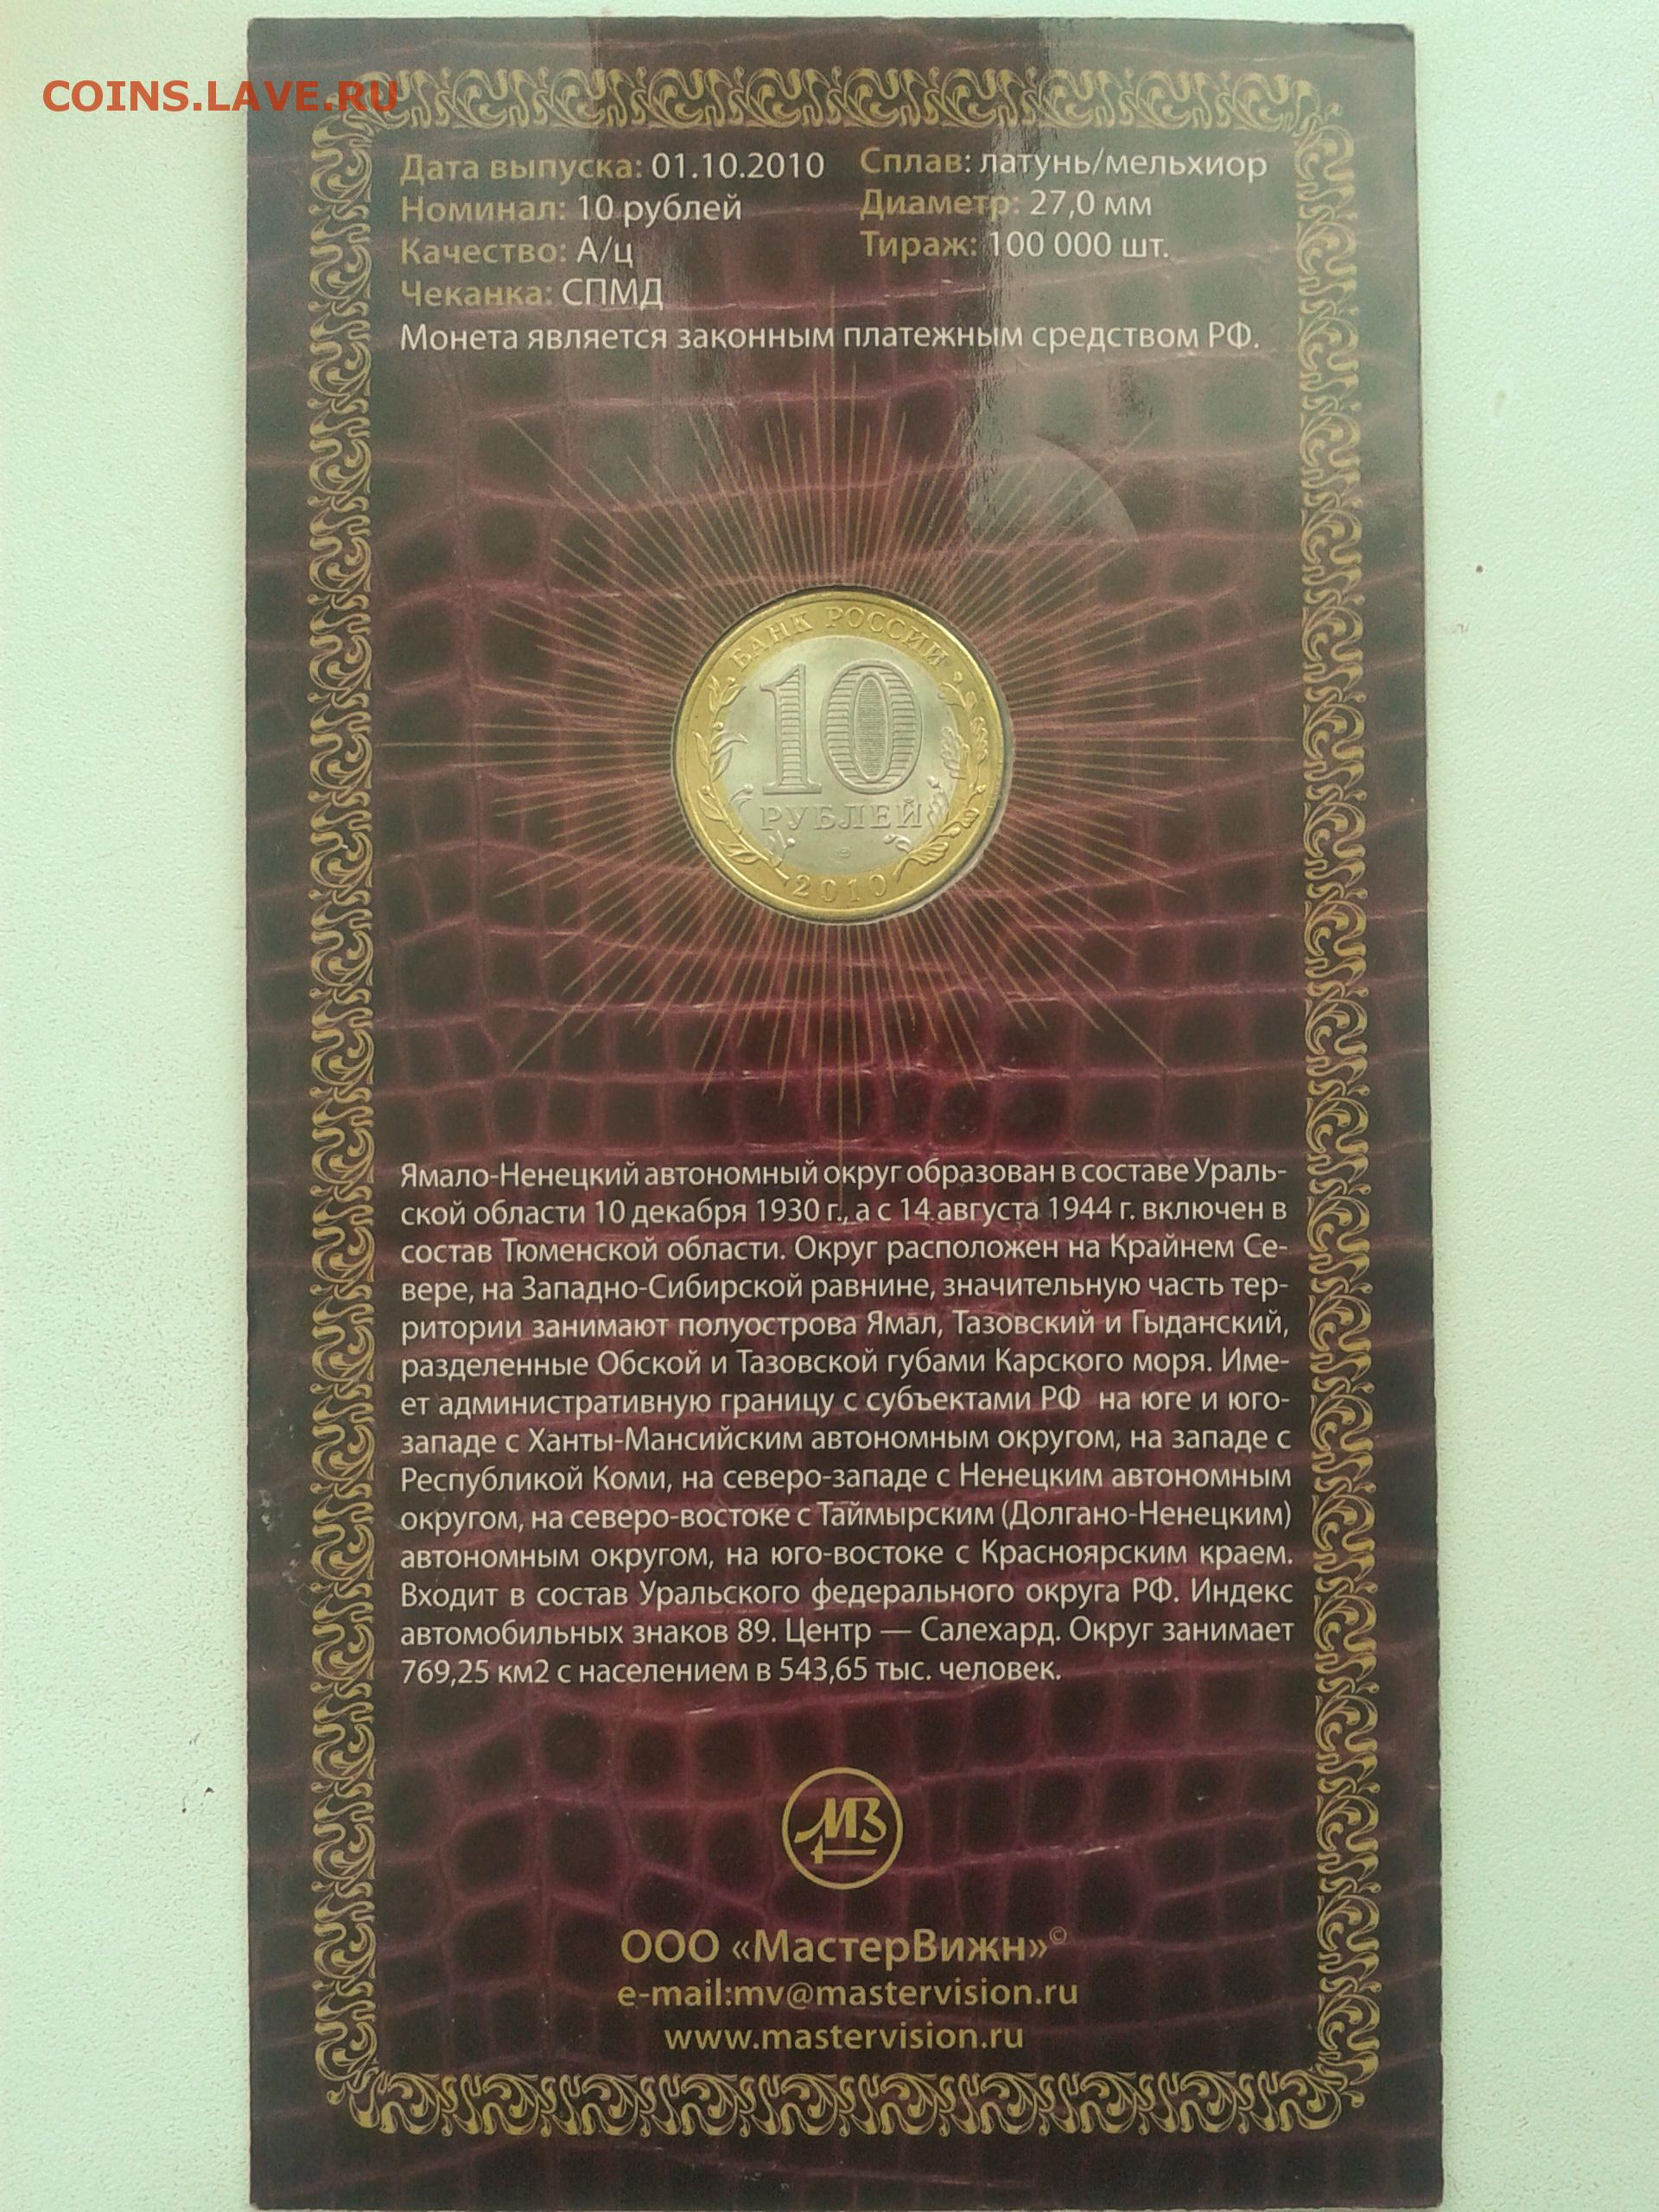 COINS.LAVE.RU
Дата выпуска: 01.10.2010
Номинал: 10 рублей
Качество: А/ц
Чеканка: СПМД
Сплав: латунь/мельхиор
Диаметр: 27,0 мм
Тираж: 100 000 шт.
Монета является законным платежным средством РФ.
БАНК РОССИИ
10
РУБЛЕЙ
2010
Ямало-Ненецкий автономный округ образован в составе Ураль-
ской области 10 декабря 1930 г., а с 14 августа 1944 г. включен в
состав Тюменской области. Округ расположен на Крайнем Се-
вере, на Западно-Сибирской равнине, значительную часть тер-
ритории занимают полуострова Ямал, Тазовский и Гыданский,
разделенные Обской и Тазовской губами Карского моря. Име-
ет административную границу с субъектами РФ на юге и юго-
западе с Ханты-Мансийским автономным округом, на западе с
Республикой Коми, на северо-западе с Ненецким автономным
округом, на северо-востоке с Таймырским (Долгано-Ненецким)
автономным округом, на юго-востоке с Красноярским краем.
Входит в состав Уральского федерального округа РФ. Индекс
автомобильных знаков 89. Центр — Салехард. Округ занимает
769,25 км2 с населением в 543,65 тыс. человек.
МВ
ООО «МастерВижн»©
e-mail:mv@mastervision.ru
www.mastervision.ru